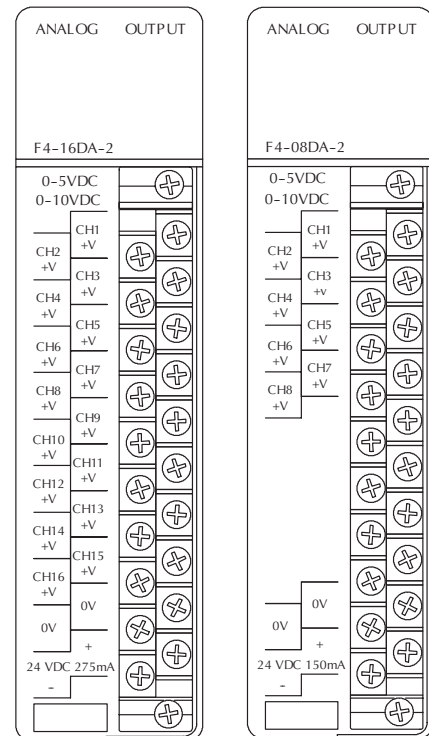 ANALOG OUTPUT
F4-16DA-2
0-5VDC
0-10VDC
CH1
+V
CH2
+V
CH3
+V
CH4
+V
CH5
+V
CH6
+V
CH7
+V
CH8
+V
CH9
+V
CH10
+V
CH11
+V
CH12
+V
CH13
+V
CH14
+V
CH15
+V
CH16
+V
0V
0V
+
24 VDC 275mA
-
ANALOG OUTPUT
F4-08DA-2
0-5VDC
0-10VDC
CH1
+V
CH2
+V
CH3
+v
CH4
+V
CH5
+V
CH6
+V
CH7
+V
CH8
+V
0V
0V
+
24 VDC 150mA
-